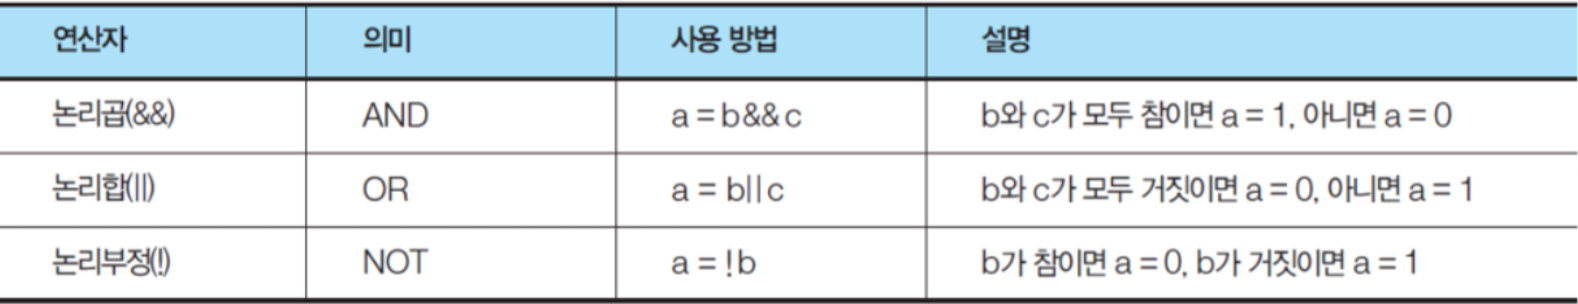 연산자 의미 사용 방법 설명
논리곱(&&) AND a = b&& c b와 c가 모두 참이면 a = 1, 아니면 a = 0
논리합(||) OR a = b||c b와 c가 모두 거짓이면 a = 0, 아니면 a = 1
논리부정(!) NOT a = !b b가 참이면 a = 0, b가 거짓이면 a = 1